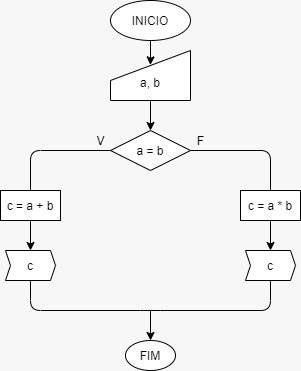 INICIO
a, b
V
F
a = b
c = a + b
c = a * b
c
c
FIM